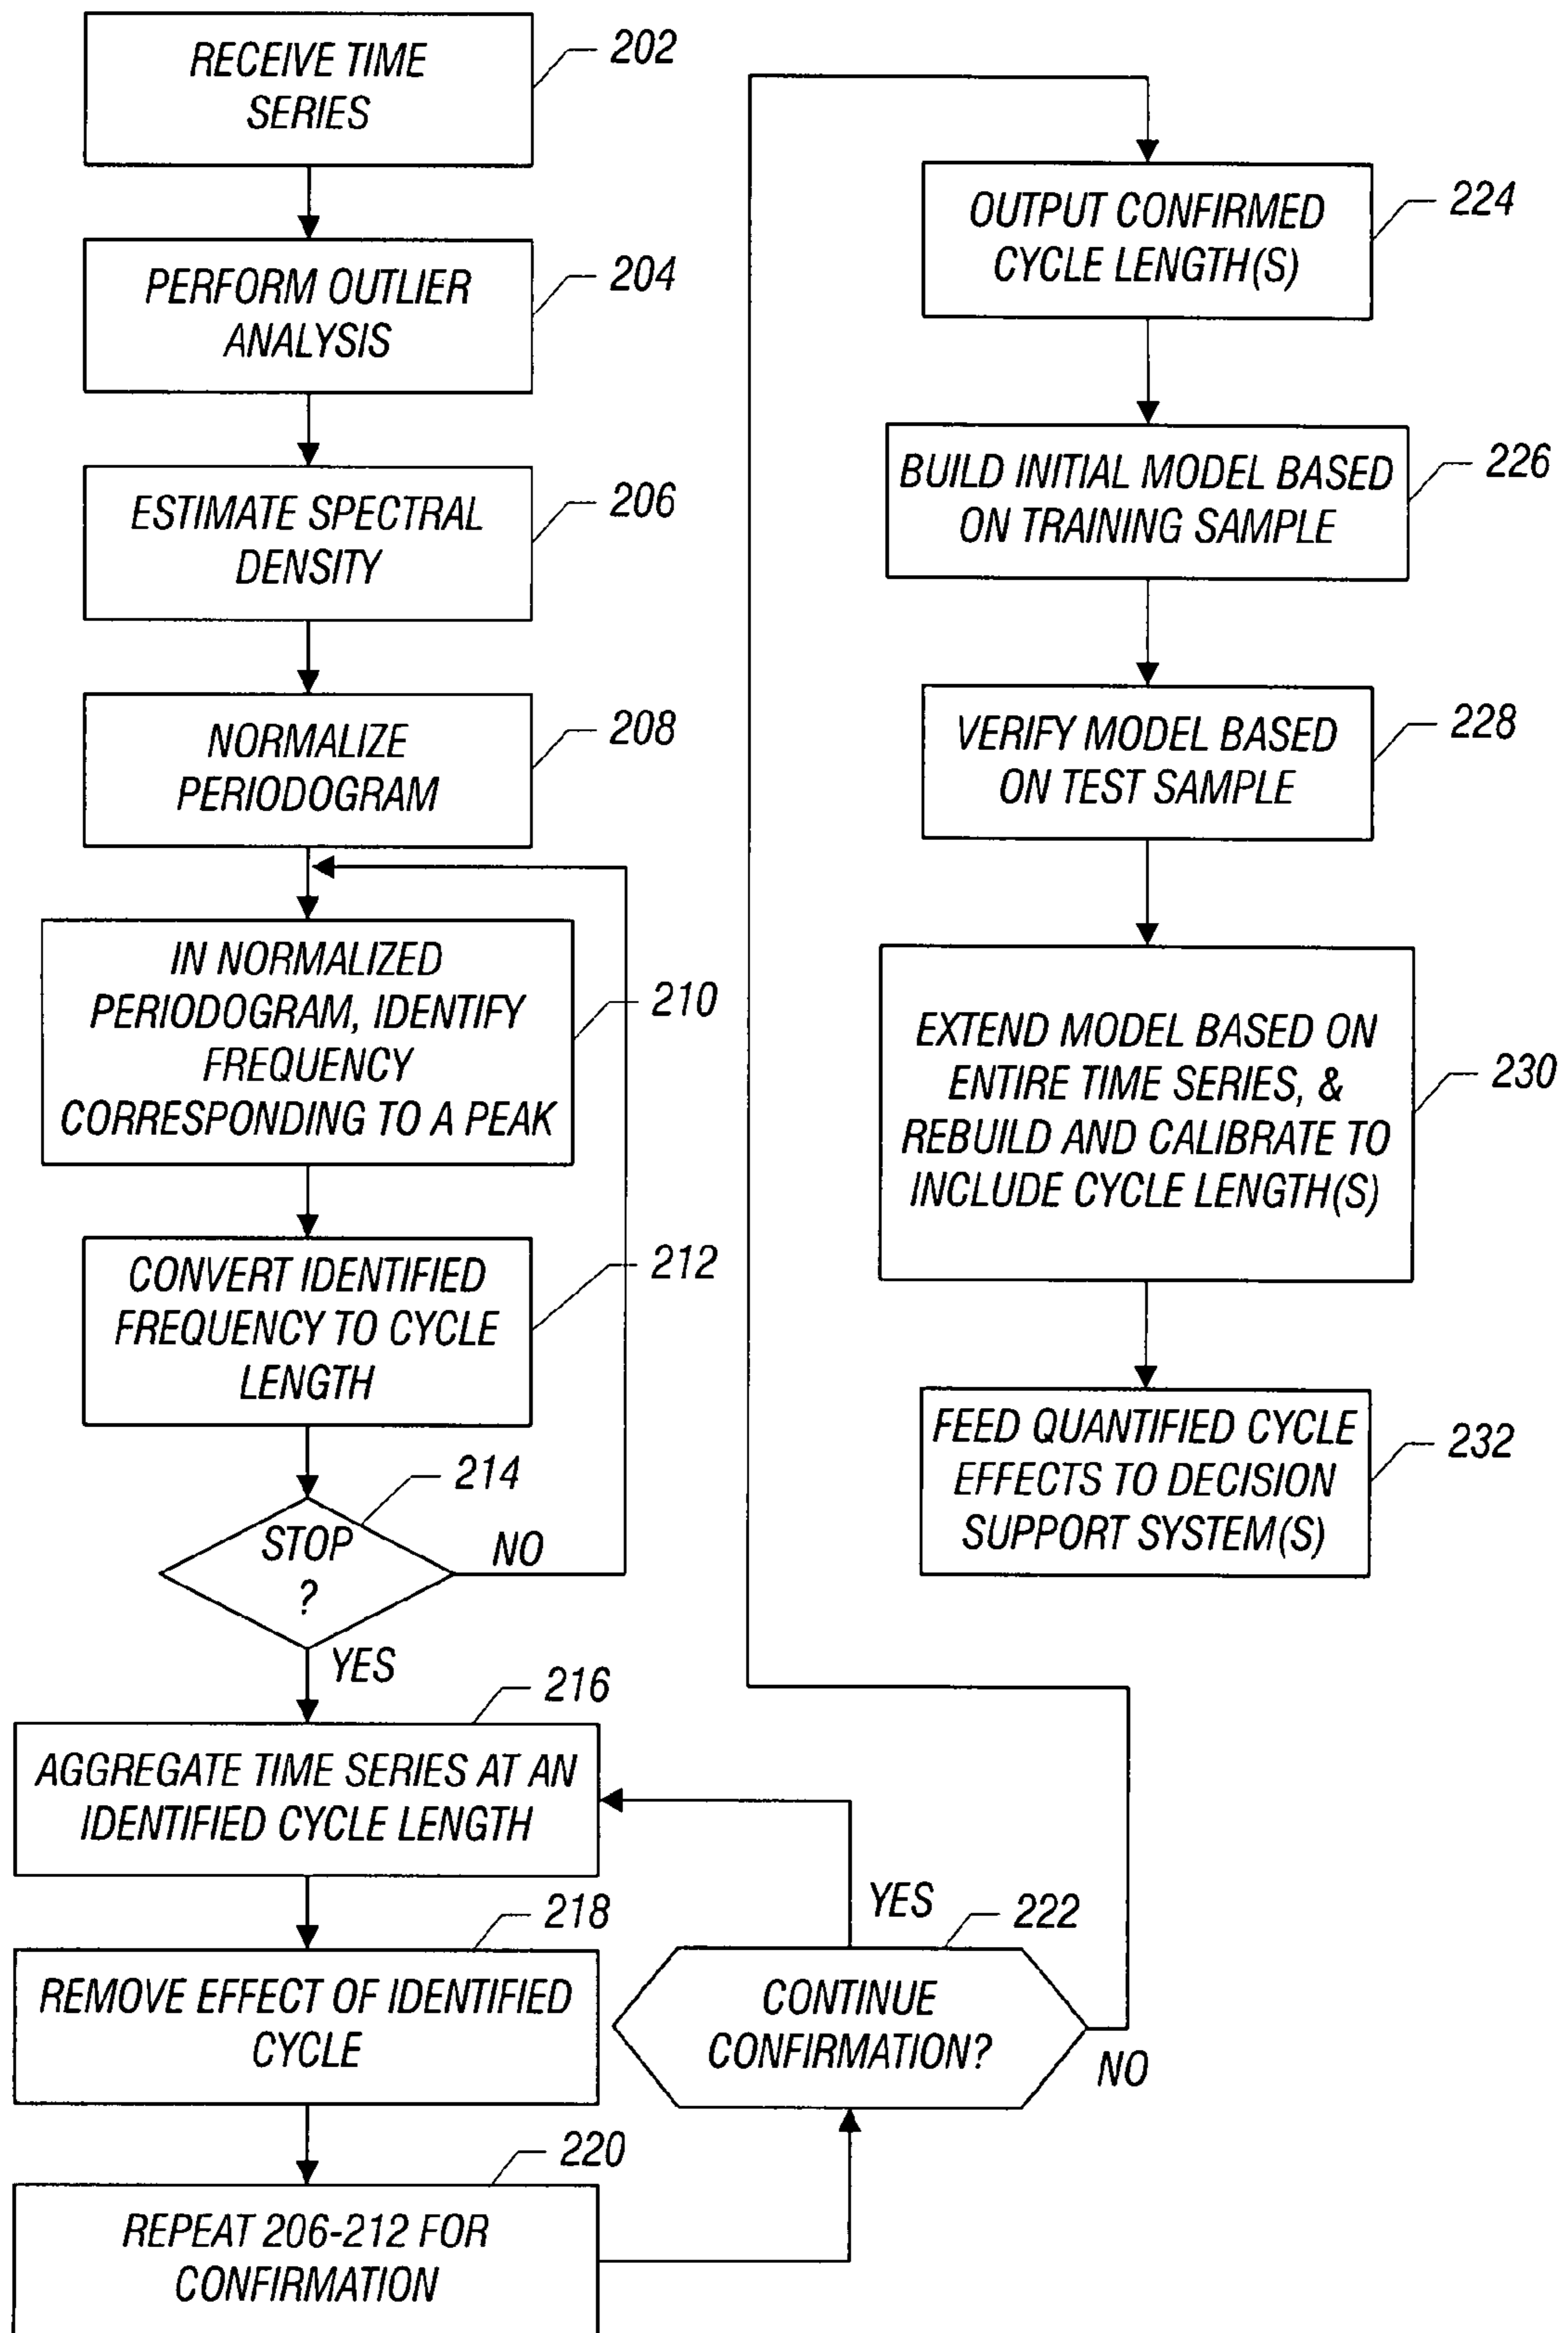 RECEIVE TIME
SERIES
202
PERFORM OUTLIER
ANALYSIS
204
ESTIMATE SPECTRAL
DENSITY
206
NORMALIZE
PERIODOGRAM
208
IN NORMALIZED
PERIODOGRAM, IDENTIFY
FREQUENCY
CORRESPONDING TO A PEAK
210
CONVERT IDENTIFIED
FREQUENCY TO CYCLE
LENGTH
212
STOP
?
214
NO
YES
AGGREGATE TIME SERIES AT AN
IDENTIFIED CYCLE LENGTH
216
REMOVE EFFECT OF IDENTIFIED
CYCLE
218
REPEAT 206-212 FOR
CONFIRMATION
220
CONTINUE
CONFIRMATION?
222
YES
NO
OUTPUT CONFIRMED
CYCLE LENGTH(S)
224
BUILD INITIAL MODEL BASED
ON TRAINING SAMPLE
226
VERIFY MODEL BASED
ON TEST SAMPLE
228
EXTEND MODEL BASED ON
ENTIRE TIME SERIES, &
REBUILD AND CALIBRATE TO
INCLUDE CYCLE LENGTH(S)
230
FEED QUANTIFIED CYCLE
EFFECTS TO DECISION
SUPPORT SYSTEM(S)
232